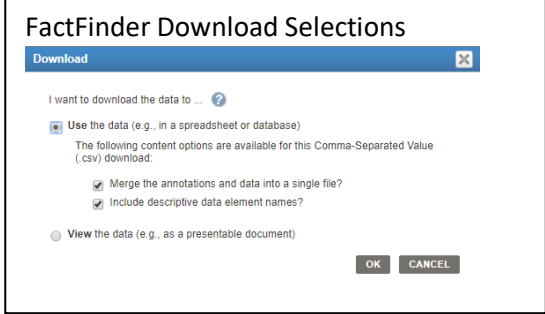 FactFinder Download Selections
Download
I want to download the data to ... ?
Use the data (e.g., in a spreadsheet or database)
The following content options are available for this Comma-Separated Value
(.csv) download:
Merge the annotations and data into a single file?
Include descriptive data element names?
View the data (e.g., as a presentable document)
OK CANCEL